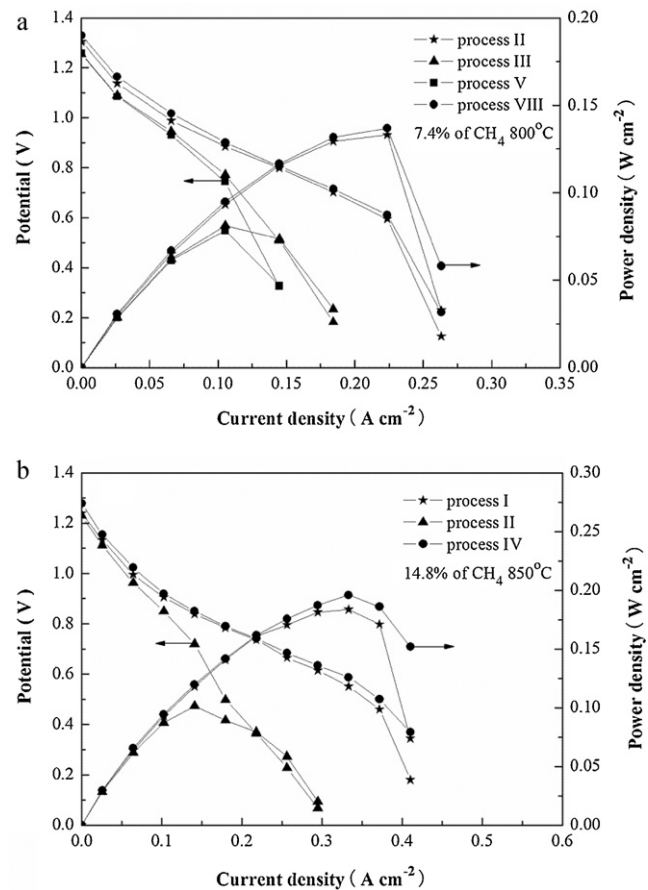 a
1.4
1.2
1.0
0.8
0.6
0.4
0.2
0.0
Potential ( V )
0.20
0.15
0.10
0.05
0.00
Power density ( W cm⁻² )
process II
process III
process V
process VIII
7.4% of CH₄ 800°C
0.00 0.05 0.10 0.15 0.20 0.25 0.30 0.35
Current density ( A cm⁻² )
b
1.4
1.2
1.0
0.8
0.6
0.4
0.2
0.0
Potential ( V )
0.30
0.25
0.20
0.15
0.10
0.05
0.00
Power density ( W cm⁻² )
process I
process II
process IV
14.8% of CH₄ 850°C
0.0 0.1 0.2 0.3 0.4 0.5 0.6
Current density ( A cm⁻² )